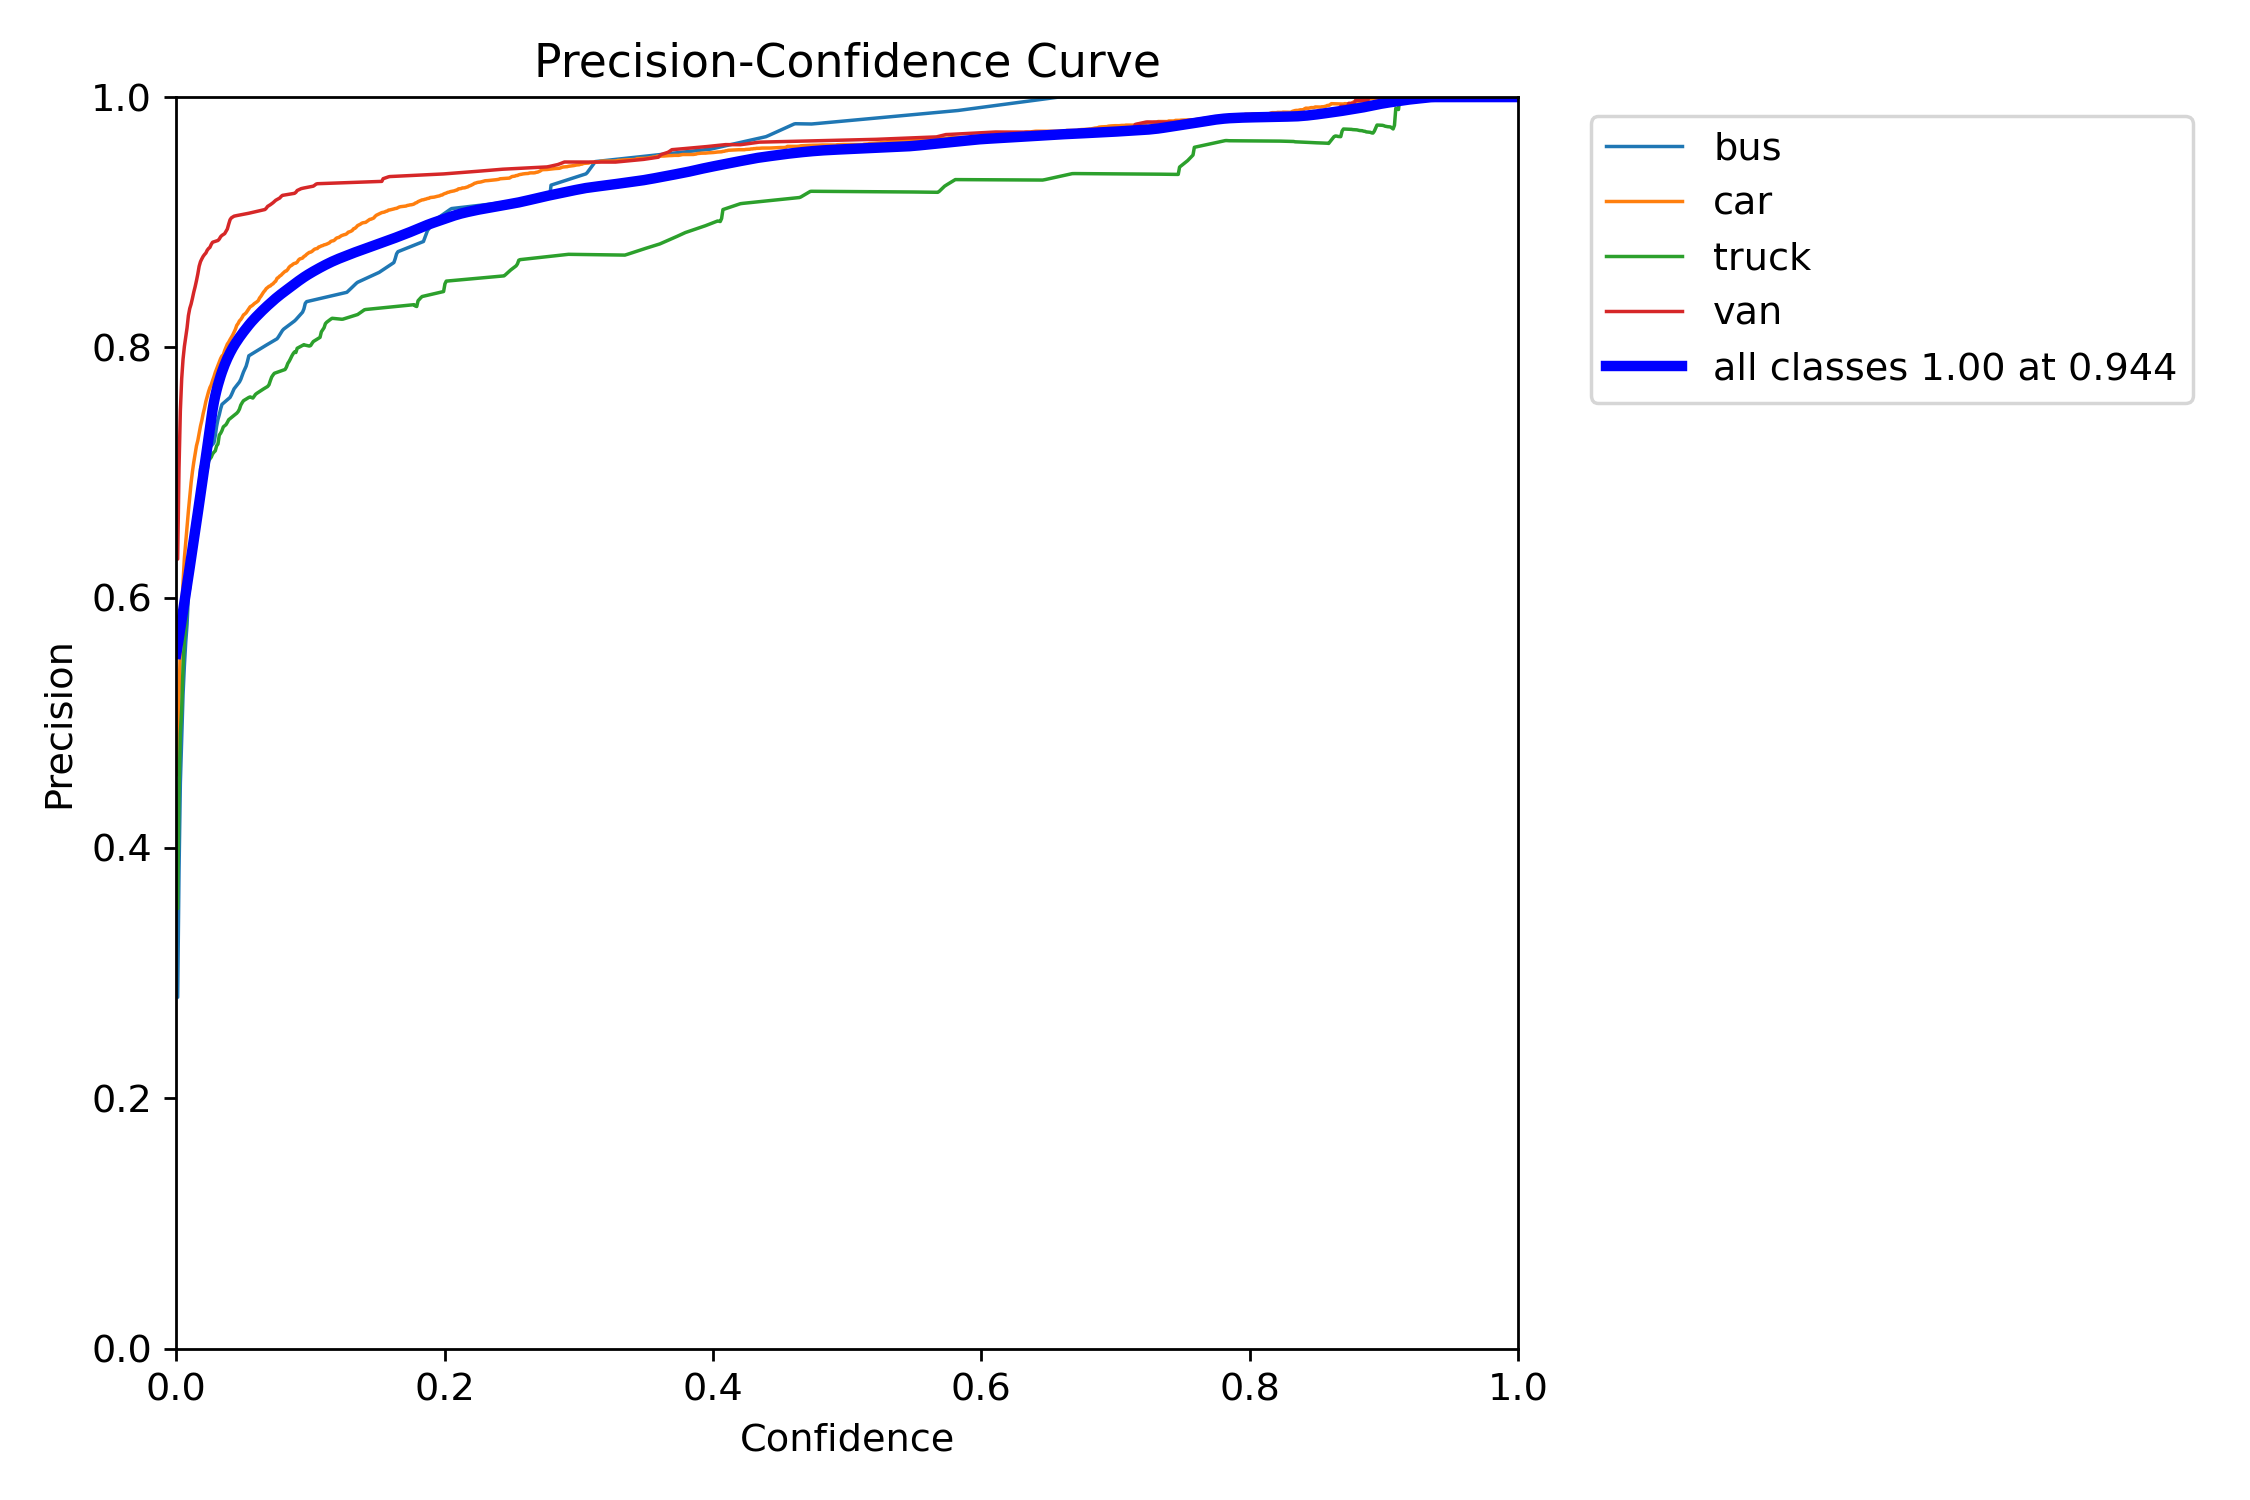 Precision-Confidence Curve
1.0
0.8
0.6
0.4
0.2
0.0
Precision
0.0 0.2 0.4 0.6 0.8 1.0
Confidence
bus
car
truck
van
all classes 1.00 at 0.944